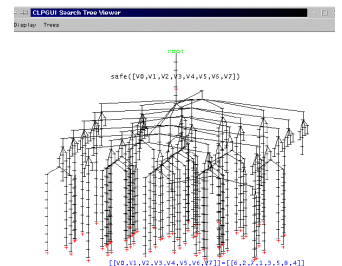 CLPGUI Search Tree Viewer
Display Trees
root
safe([V0,V1,V2,V3,V4,V5,V6,V7])
[[V0,V1,V2,V3,V4,V5,V6,V7]]=[[6,2,7,1,3,5,8,4]]